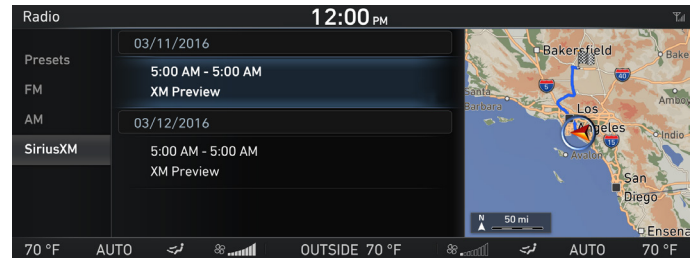 Radio
12:00 PM
Presets
FM
AM
SiriusXM
03/11/2016
5:00 AM - 5:00 AM
XM Preview
03/12/2016
5:00 AM - 5:00 AM
XM Preview
Bakersfield
Bake
40
5
Santa
Barbara
Amboy
Los
Angeles
Indio
15
Avalon
San
Diego
N 50 mi
Ensena
70 °F AUTO OUTSIDE 70 °F AUTO 70 °F